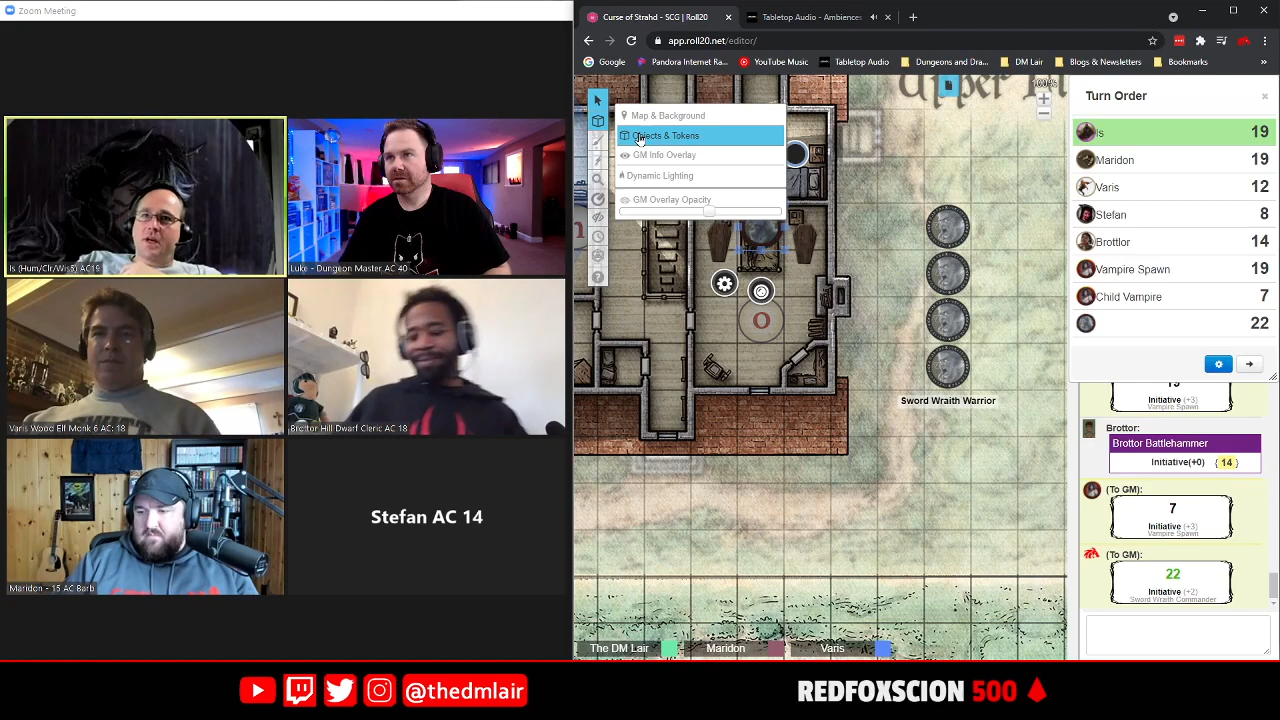 Zoom Meeting
Is (Hum/Clr/Wis5) AC19
Luke - Dungeon Master AC 40
Varis Wood Elf Monk 6 AC: 18
Brottor Hill Dwarf Cleric AC 18
Maridon - 15 AC Barb
Stefan AC 14
Curse of Strahd - SCG | Roll20
Tabletop Audio - Ambiences
app.roll20.net/editor/
Google
Pandora Internet Ra...
YouTube Music
Tabletop Audio
Dungeons and Dra...
DM Lair
Blogs & Newsletters
Bookmarks
»
Map & Background
Objects & Tokens
GM Info Overlay
Dynamic Lighting
GM Overlay Opacity
100%
O
Sword Wraith Warrior
The DM Lair
Maridon
Varis
Turn Order
Is 19
Maridon 19
Varis 12
Stefan 8
Brottlor 14
Vampire Spawn 19
Child Vampire 7
22
Initiative (+3)
Vampire Spawn
Brottor:
Brottor Battlehammer
Initiative(+0) 14
(To GM):
7
Initiative (+3)
Vampire Spawn
(To GM):
22
Initiative (+2)
Sword Wraith Commander
@thedmlair
REDFOXSCION 500